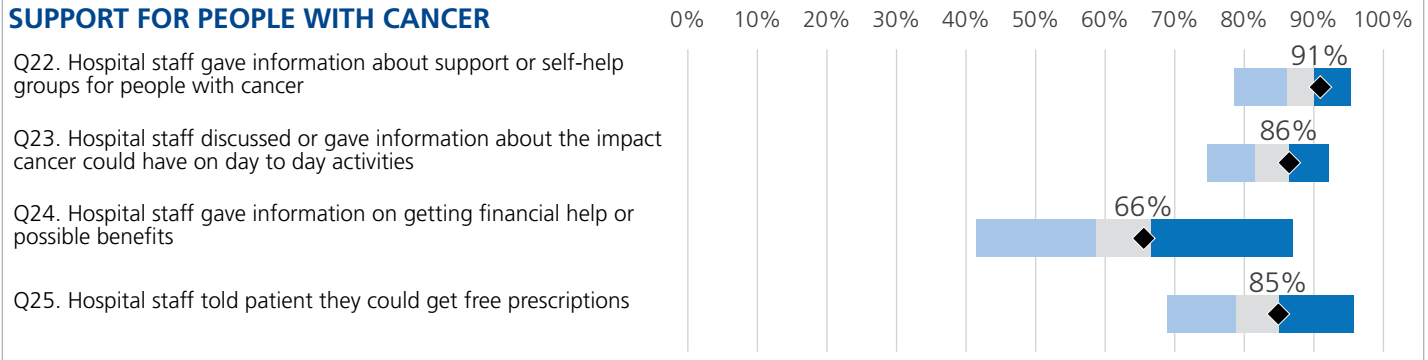 SUPPORT FOR PEOPLE WITH CANCER 0% 10% 20% 30% 40% 50% 60% 70% 80% 90% 100%
Q22. Hospital staff gave information about support or self-help
groups for people with cancer
91%
Q23. Hospital staff discussed or gave information about the impact
cancer could have on day to day activities
86%
Q24. Hospital staff gave information on getting financial help or
possible benefits
66%
Q25. Hospital staff told patient they could get free prescriptions
85%